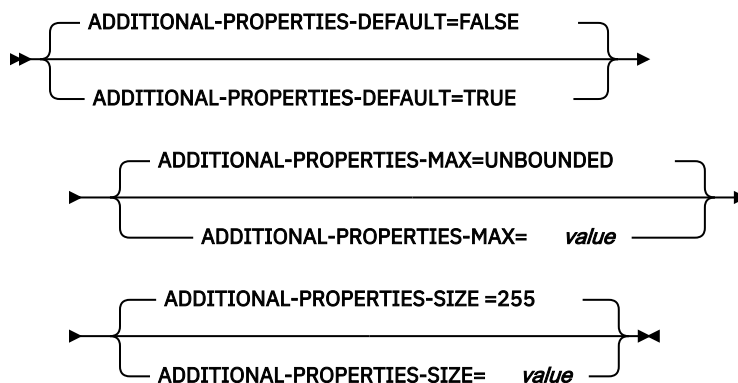 ADDITIONAL-PROPERTIES-DEFAULT=FALSE
ADDITIONAL-PROPERTIES-DEFAULT=TRUE
ADDITIONAL-PROPERTIES-MAX=UNBOUNDED
ADDITIONAL-PROPERTIES-MAX= value
ADDITIONAL-PROPERTIES-SIZE =255
ADDITIONAL-PROPERTIES-SIZE= value